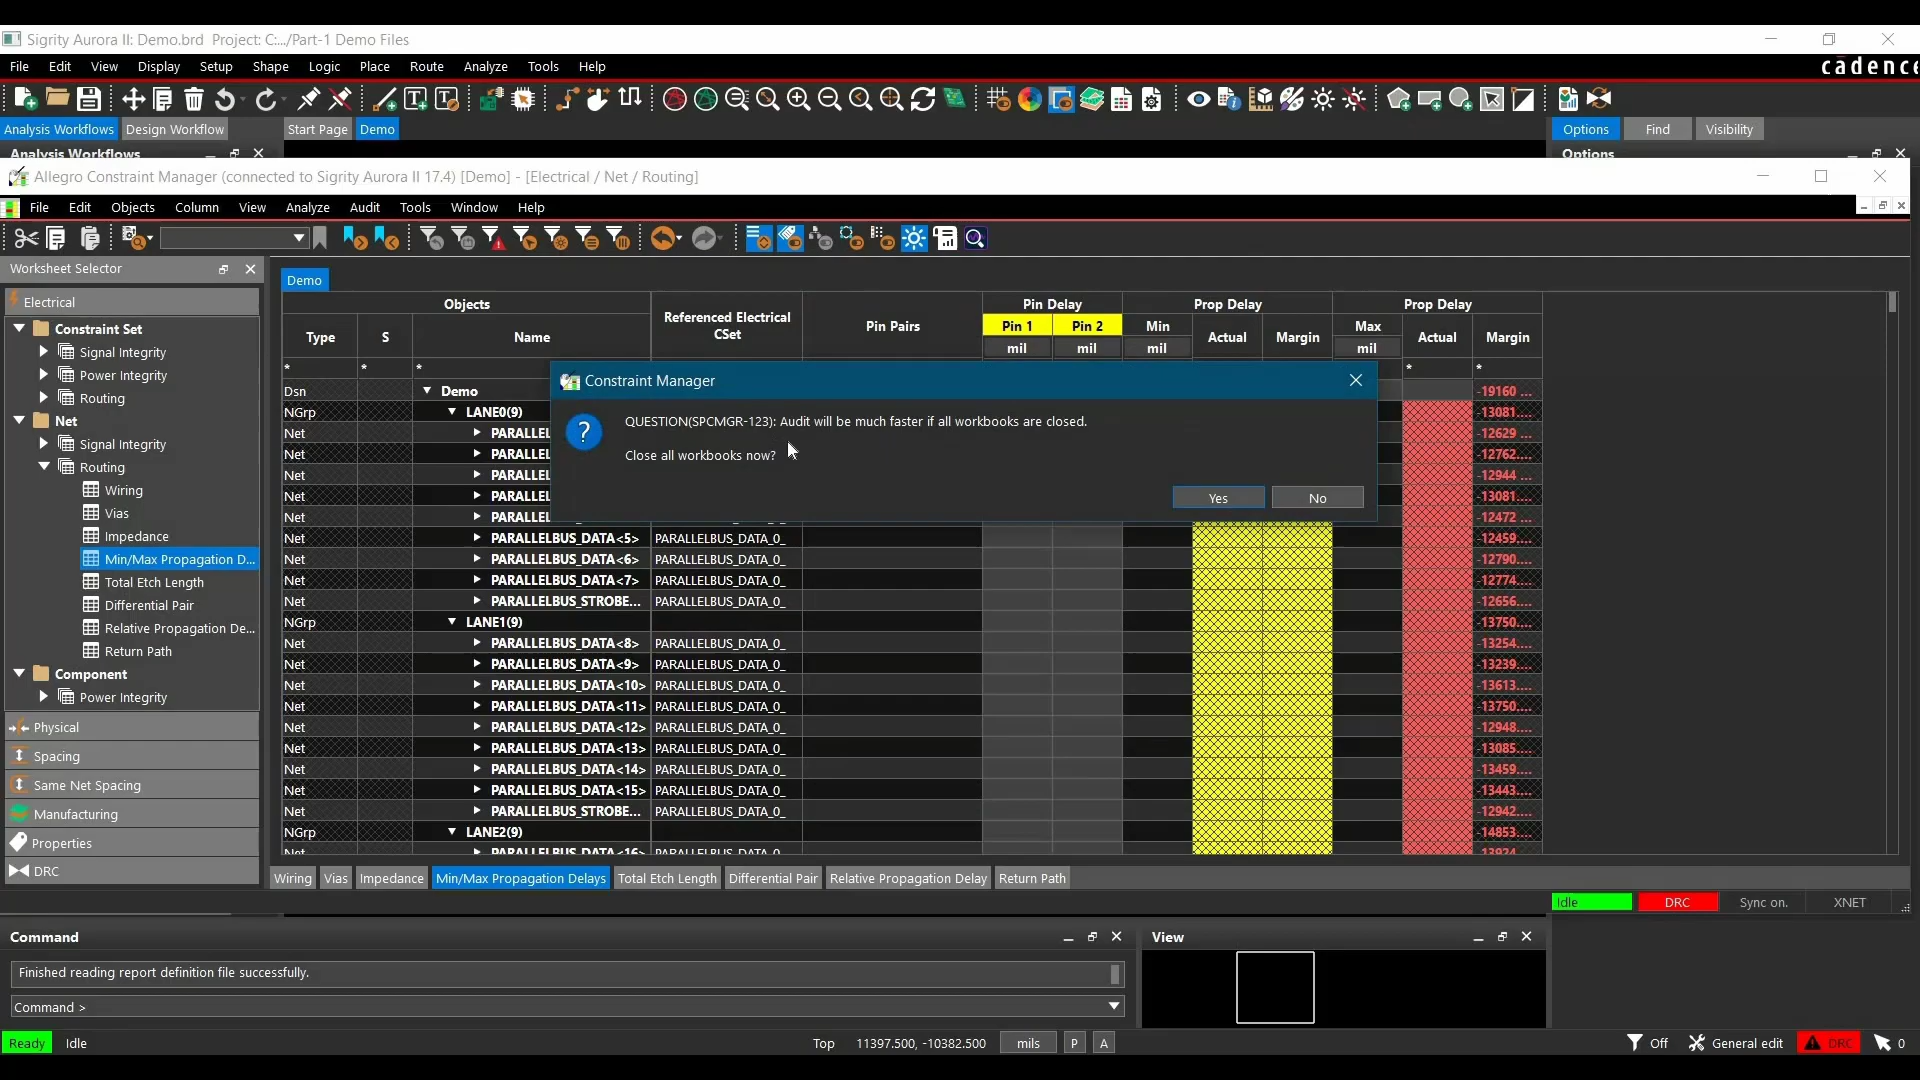 Sigrity Aurora II: Demo.brd Project: C:.../Part-1 Demo Files
File Edit View Display Setup Shape Logic Place Route Analyze Tools Help
cādence
Analysis Workflows Design Workflow Start Page Demo Options Find Visibility
Analysis Workflows Options
Allegro Constraint Manager (connected to Sigrity Aurora II 17.4) [Demo] - [Electrical / Net / Routing]
File Edit Objects Column View Analyze Audit Tools Window Help
Worksheet Selector
Electrical
Constraint Set
Signal Integrity
Power Integrity
Routing
Net
Signal Integrity
Routing
Wiring
Vias
Impedance
Min/Max Propagation D...
Total Etch Length
Differential Pair
Relative Propagation De...
Return Path
Component
Power Integrity
Physical
Spacing
Same Net Spacing
Manufacturing
Properties
DRC
Demo
Objects Referenced Electrical CSet Pin Pairs Pin Delay Prop Delay Prop Delay
Type S Name Pin 1 Pin 2 Min Actual Margin Max Actual Margin
mil mil mil mil
* * * * *
Dsn Demo -19160 ...
NGrp LANE0(9) -13081....
Net PARALLEL -12629 ...
Net PARALLEL -12762....
Net PARALLEL -12944 ...
Net PARALLEL -13081....
Net PARALLEL -12472 ...
Net PARALLELBUS_DATA<5> PARALLELBUS_DATA_0_ -12459....
Net PARALLELBUS_DATA<6> PARALLELBUS_DATA_0_ -12790....
Net PARALLELBUS_DATA<7> PARALLELBUS_DATA_0_ -12774....
Net PARALLELBUS_STROBE... PARALLELBUS_DATA_0_ -12656....
NGrp LANE1(9) -13750....
Net PARALLELBUS_DATA<8> PARALLELBUS_DATA_0_ -13254....
Net PARALLELBUS_DATA<9> PARALLELBUS_DATA_0_ -13239....
Net PARALLELBUS_DATA<10> PARALLELBUS_DATA_0_ -13613....
Net PARALLELBUS_DATA<11> PARALLELBUS_DATA_0_ -13750....
Net PARALLELBUS_DATA<12> PARALLELBUS_DATA_0_ -12948....
Net PARALLELBUS_DATA<13> PARALLELBUS_DATA_0_ -13085....
Net PARALLELBUS_DATA<14> PARALLELBUS_DATA_0_ -13459....
Net PARALLELBUS_DATA<15> PARALLELBUS_DATA_0_ -13443....
Net PARALLELBUS_STROBE... PARALLELBUS_DATA_0_ -12942....
NGrp LANE2(9) -14853....
Net PARALLELBUS_DATA<16> PARALLELBUS_DATA_0_ -13924
Constraint Manager
QUESTION(SPCMGR-123): Audit will be much faster if all workbooks are closed.
Close all workbooks now?
Yes No
Wiring Vias Impedance Min/Max Propagation Delays Total Etch Length Differential Pair Relative Propagation Delay Return Path
Idle DRC Sync on. XNET
Command View
Finished reading report definition file successfully.
Command >
Ready Idle Top 11397.500, -10382.500 mils P A Off General edit DRC 0